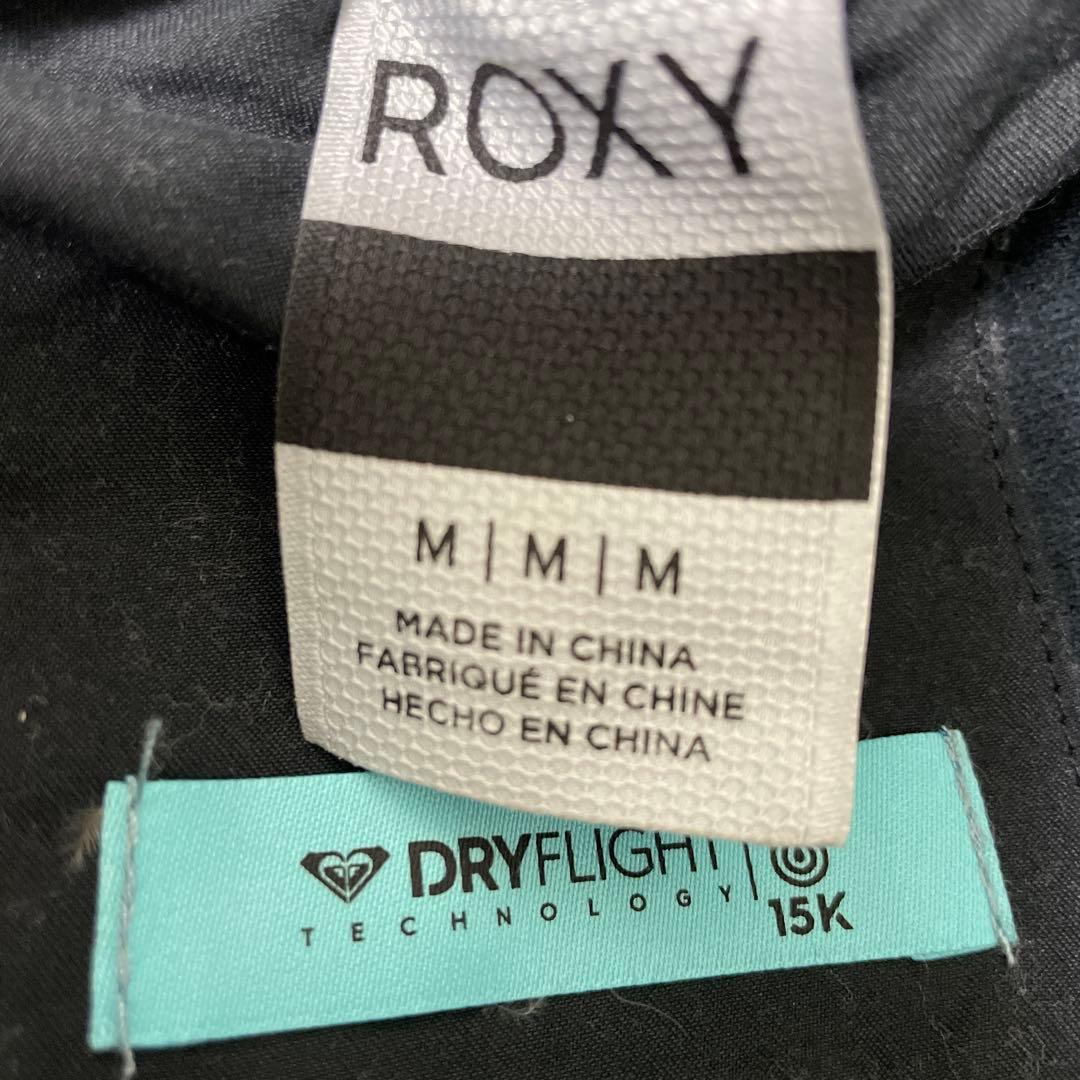 ROXY
M | M | M
MADE IN CHINA
FABRIQUÉ EN CHINE
HECHO EN CHINA
DRYFLIGHT
TECHNOLOGY
15K